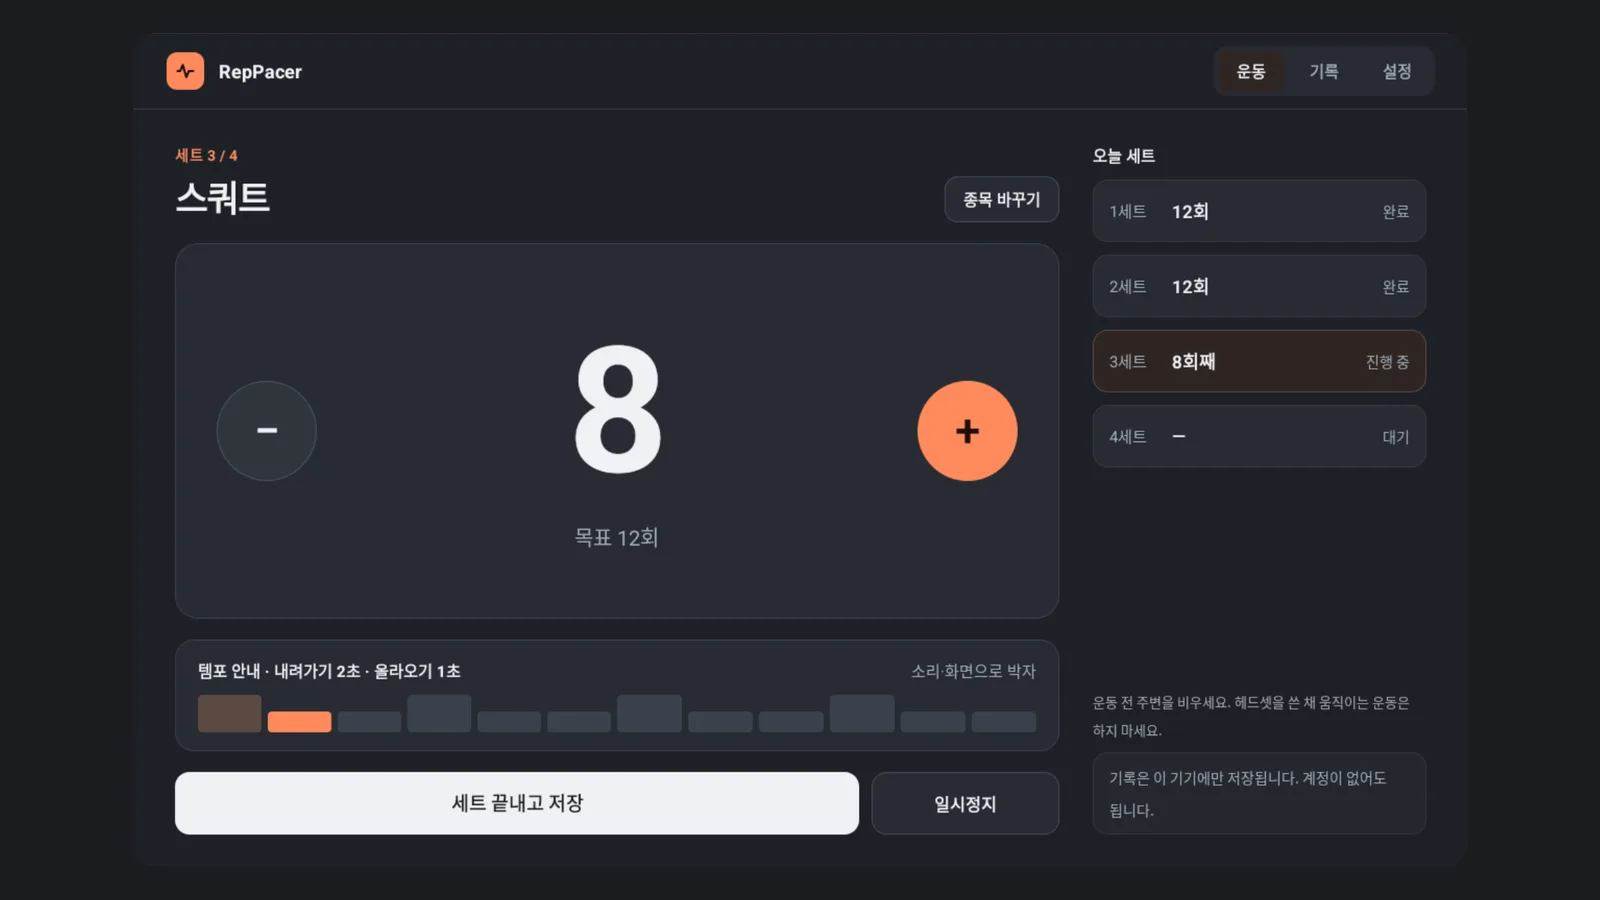 RepPacer
운동
기록
설정
세트 3 / 4
스쿼트
종목 바꾸기
−
8
+
목표 12회
템포 안내 · 내려가기 2초 · 올라오기 1초
소리·화면으로 박자
세트 끝내고 저장
일시정지
오늘 세트
1세트 12회 완료
2세트 12회 완료
3세트 8회째 진행 중
4세트 – 대기
운동 전 주변을 비우세요. 헤드셋을 쓴 채 움직이는 운동은
하지 마세요.
기록은 이 기기에만 저장됩니다. 계정이 없어도
됩니다.